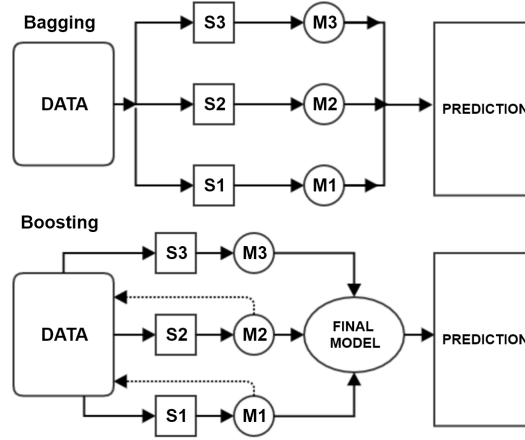 Bagging
S3
M3
DATA
S2
M2
PREDICTION
S1
M1
Boosting
S3
M3
DATA
S2
M2
FINAL
MODEL
PREDICTION
S1
M1